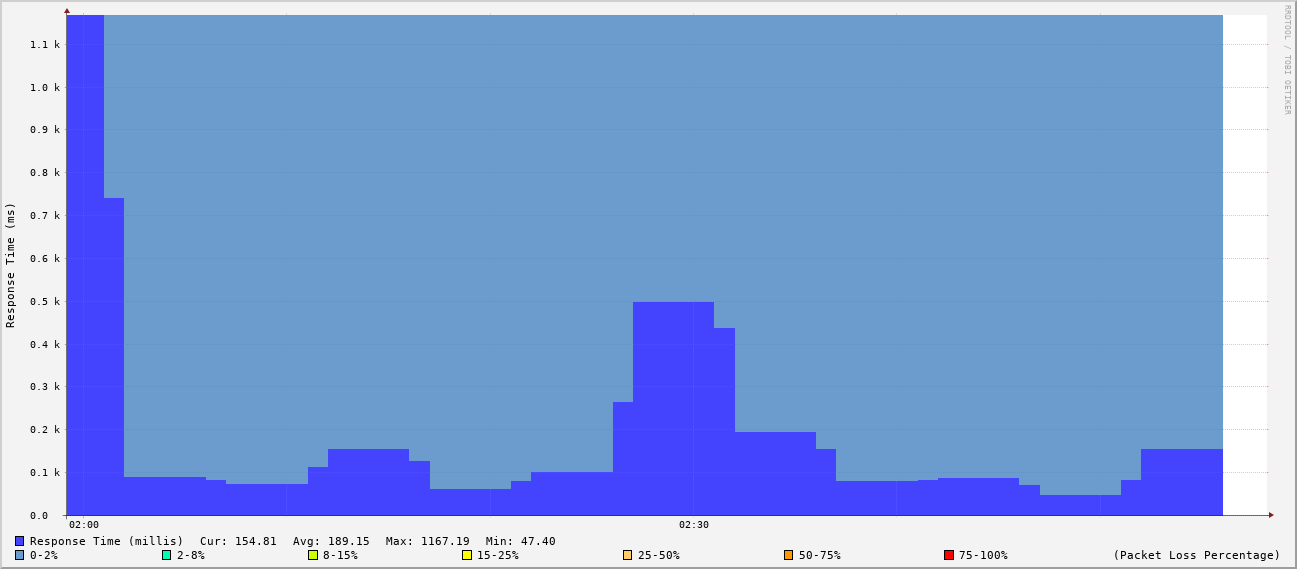 RRDTOOL / TOBI OETIKER
Response Time (ms)
1.1 k
1.0 k
0.9 k
0.8 k
0.7 k
0.6 k
0.5 k
0.4 k
0.3 k
0.2 k
0.1 k
0.0
02:00 02:30
Response Time (millis) Cur: 154.81 Avg: 189.15 Max: 1167.19 Min: 47.40
0-2% 2-8% 8-15% 15-25% 25-50% 50-75% 75-100% (Packet Loss Percentage)